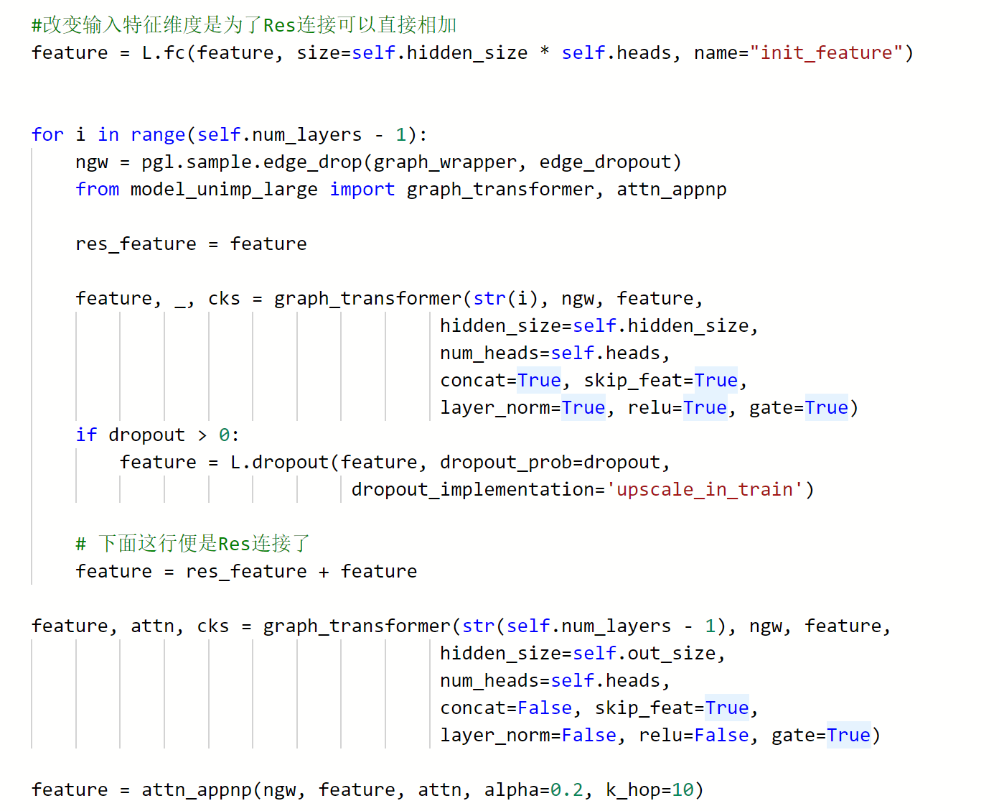 #改变输入特征维度是为了Res连接可以直接相加
feature = L.fc(feature, size=self.hidden_size * self.heads, name="init_feature")
for i in range(self.num_layers - 1):
ngw = pgl.sample.edge_drop(graph_wrapper, edge_dropout)
from model_unimp_large import graph_transformer, attn_appnp
res_feature = feature
feature, _, cks = graph_transformer(str(i), ngw, feature,
hidden_size=self.hidden_size,
num_heads=self.heads,
concat=True, skip_feat=True,
layer_norm=True, relu=True, gate=True)
if dropout > 0:
feature = L.dropout(feature, dropout_prob=dropout,
dropout_implementation='upscale_in_train')
# 下面这行便是Res连接了
feature = res_feature + feature
feature, attn, cks = graph_transformer(str(self.num_layers - 1), ngw, feature,
hidden_size=self.out_size,
num_heads=self.heads,
concat=False, skip_feat=True,
layer_norm=False, relu=False, gate=True)
feature = attn_appnp(ngw, feature, attn, alpha=0.2, k_hop=10)